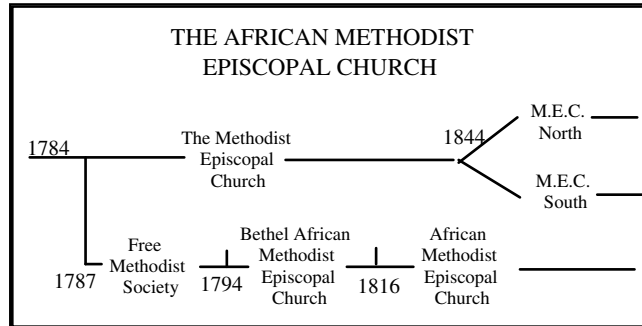 THE AFRICAN METHODIST
EPISCOPAL CHURCH
1784
The Methodist
Episcopal
Church
1844
M.E.C.
North
M.E.C.
South
1787
Free
Methodist
Society
1794
Bethel African
Methodist
Episcopal
Church
1816
African
Methodist
Episcopal
Church